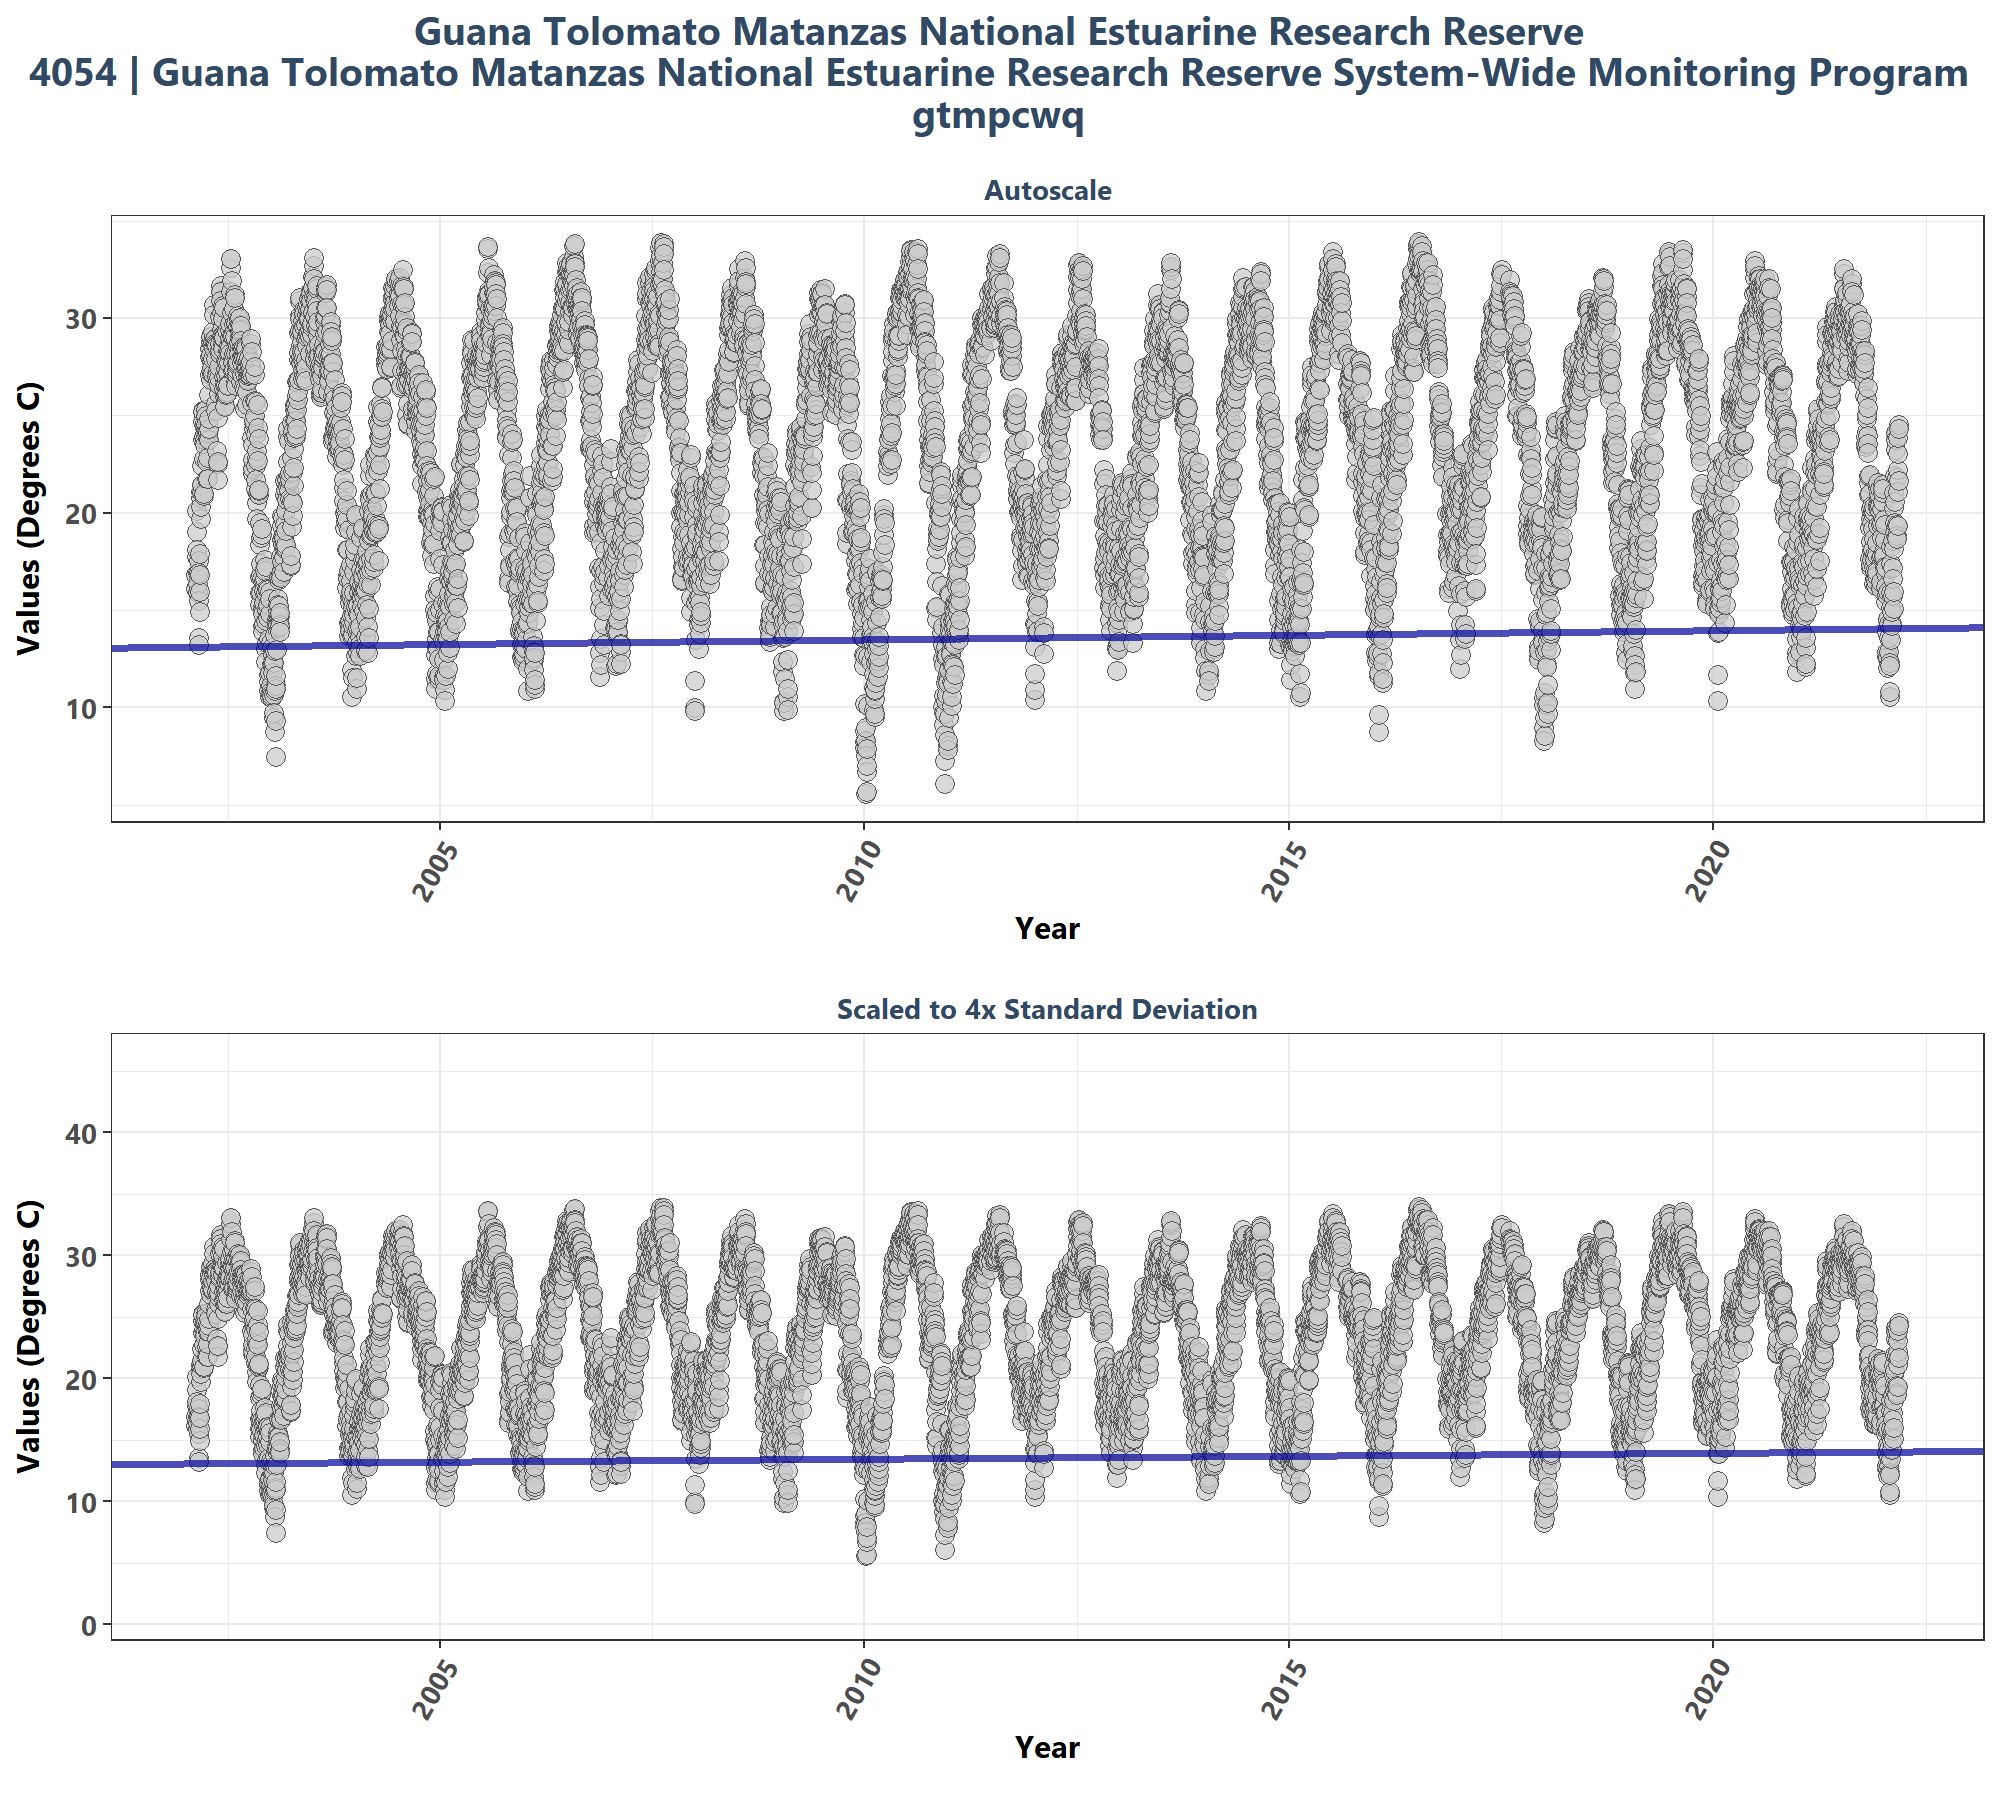 Guana Tolomato Matanzas National Estuarine Research Reserve
4054 | Guana Tolomato Matanzas National Estuarine Research Reserve System-Wide Monitoring Program
gtmpcwq
Autoscale
Values (Degrees C)
30
20
10
2005
2010
2015
2020
Year
Scaled to 4x Standard Deviation
Values (Degrees C)
40
30
20
10
0
2005
2010
2015
2020
Year